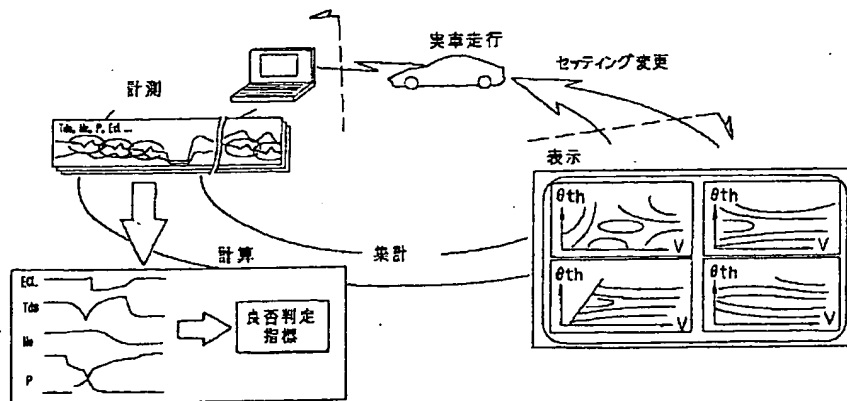 実車走行
セッティング変更
計測
Tds, Ne, P, Ecl ...
表示
θth
V
θth
V
θth
V
θth
V
計算
集計
ECL
Tds
Ne
P
良否判定
指標